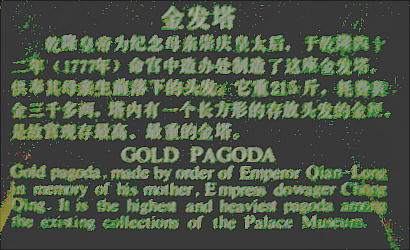 金发塔
乾隆皇帝为纪念母亲崇庆皇太后，于乾隆四十
二年（1777年）命宫中造办处制造了这座金发塔，
供奉其母亲生前落下的头发。它重215斤，耗费黄
金三千多两，塔内有一个长方形的存放头发的金匣，
是故宫现存最高、最重的金塔。
GOLD PAGODA
Gold pagoda, made by order of Emperor Qian-Long
in memory of his mother, Empress dowager Chong
Qing. It is the highest and heaviest pagoda among
the existing collections of the Palace Museum.